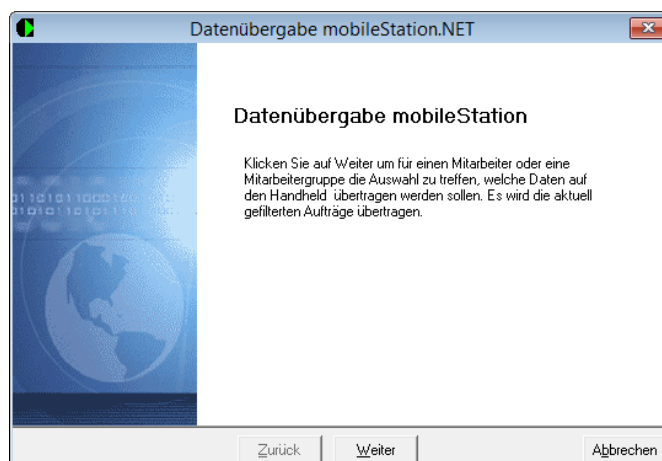 Datenübergabe mobileStation.NET
Datenübergabe mobileStation
Klicken Sie auf Weiter um für einen Mitarbeiter oder eine
Mitarbeitergruppe die Auswahl zu treffen, welche Daten auf
den Handheld übertragen werden sollen. Es wird die aktuell
gefilterten Aufträge übertragen.
Zurück Weiter Abbrechen